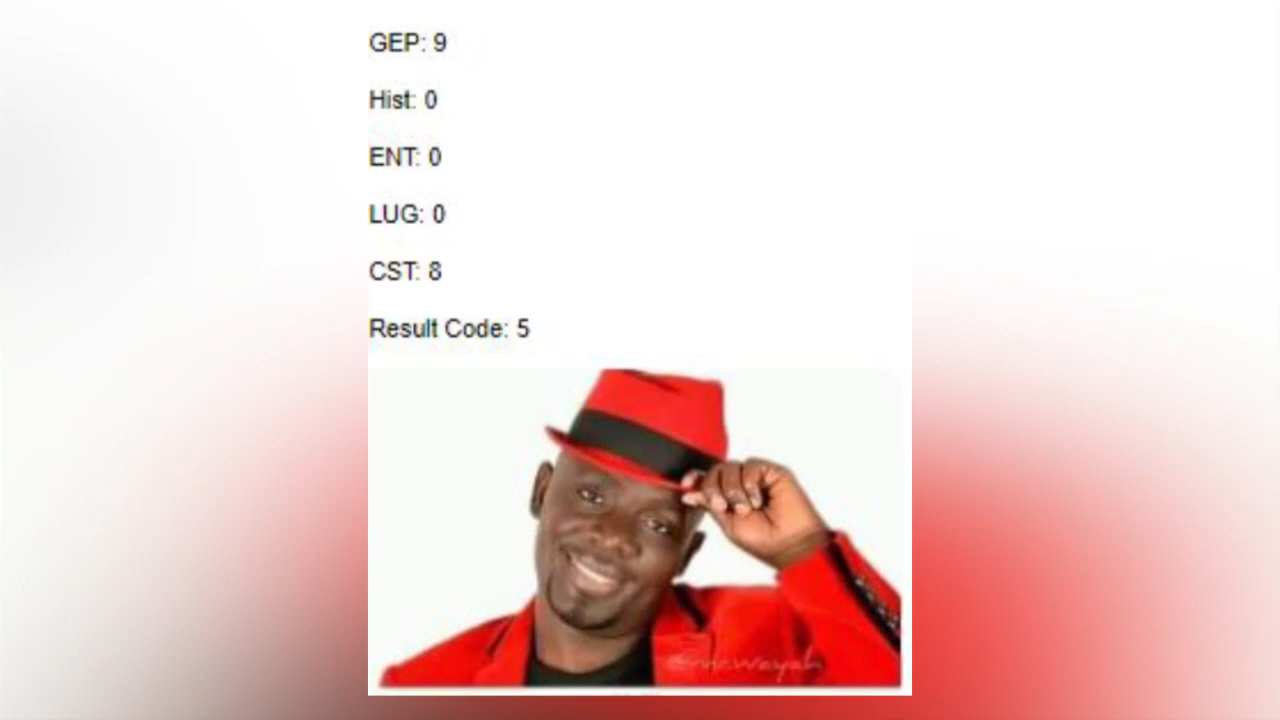 GEP: 9
Hist: 0
ENT: 0
LUG: 0
CST: 8
Result Code: 5